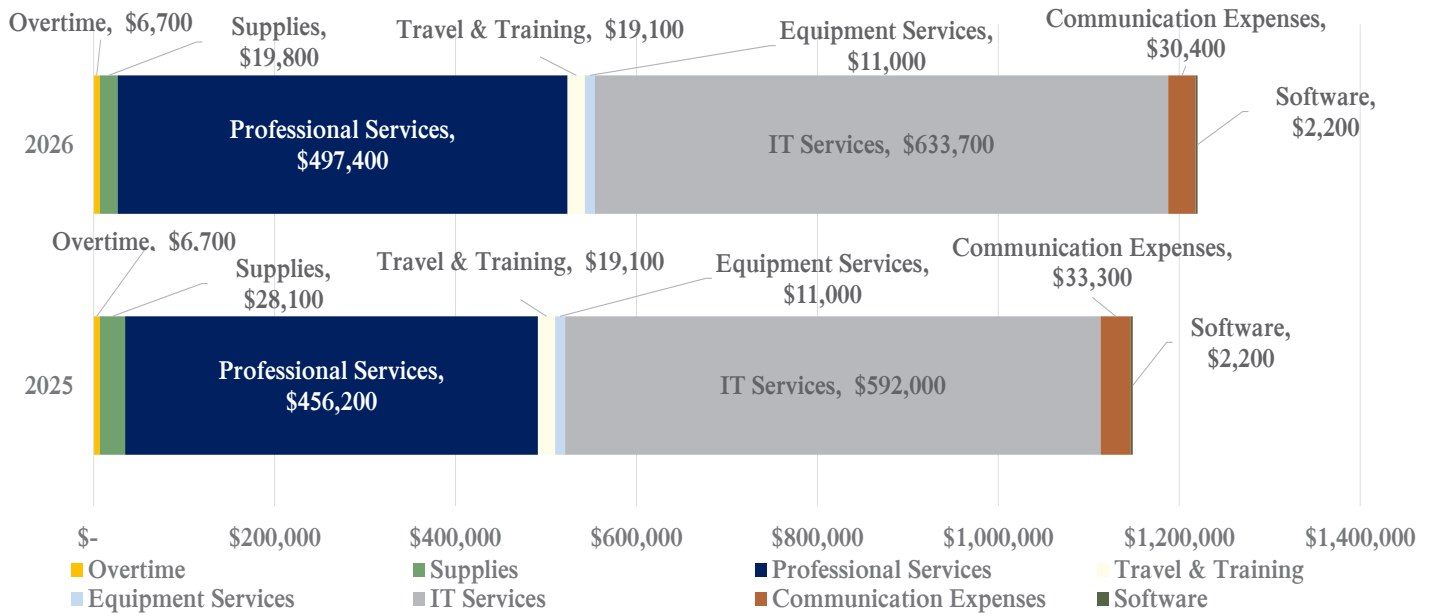 Overtime, $6,700
Supplies,
$19,800
Travel & Training, $19,100
Equipment Services,
$11,000
Communication Expenses,
$30,400
Software,
$2,200
2026
Professional Services,
$497,400
IT Services, $633,700
Overtime, $6,700
Supplies,
$28,100
Travel & Training, $19,100
Equipment Services,
$11,000
Communication Expenses,
$33,300
Software,
$2,200
2025
Professional Services,
$456,200
IT Services, $592,000
$- $200,000 $400,000 $600,000 $800,000 $1,000,000 $1,200,000 $1,400,000
Overtime Supplies Professional Services Travel & Training
Equipment Services IT Services Communication Expenses Software